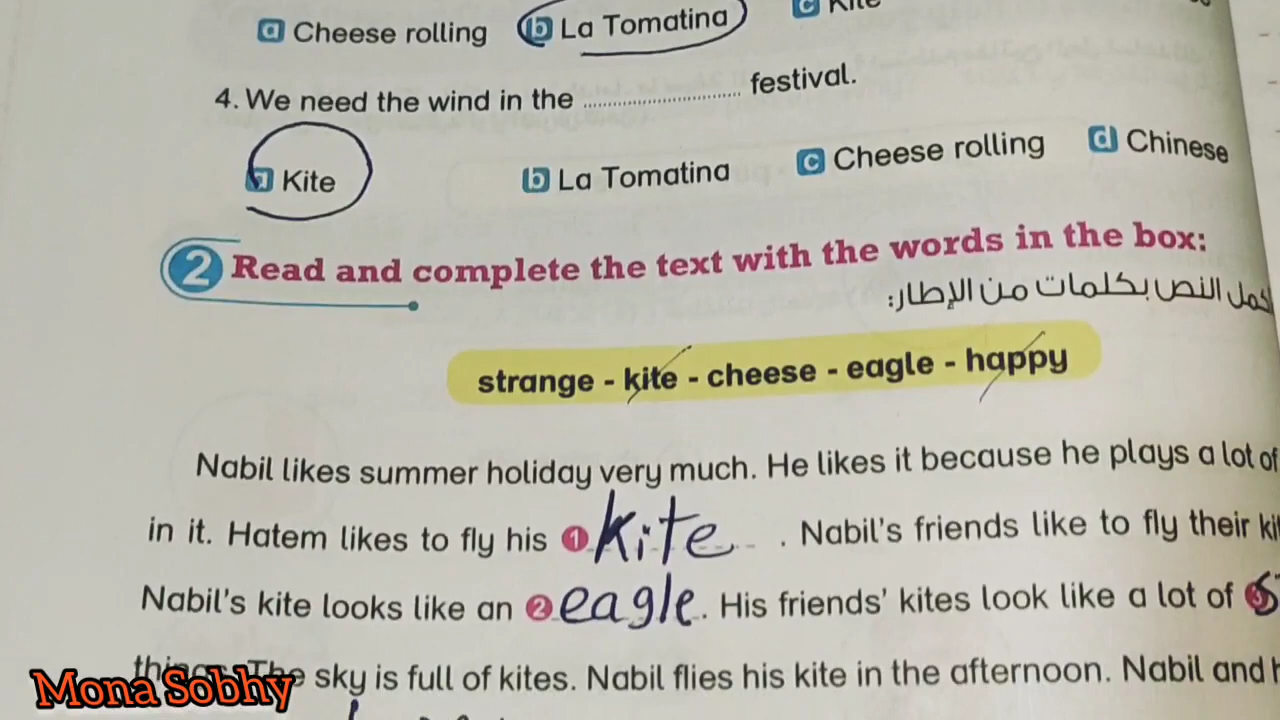 a Cheese rolling b La Tomatina c Kite
4. We need the wind in the ........................ festival.
a Kite b La Tomatina c Cheese rolling d Chinese
2 Read and complete the text with the words in the box:
كمل النص بكلمات من الإطار:
strange - kite - cheese - eagle - happy
Nabil likes summer holiday very much. He likes it because he plays a lot of
in it. Hatem likes to fly his 1 kite . Nabil's friends like to fly their
Nabil's kite looks like an 2 eagle. His friends' kites look like a lot of 3
things. The sky is full of kites. Nabil flies his kite in the afternoon. Nabil and
Mona Sobhy